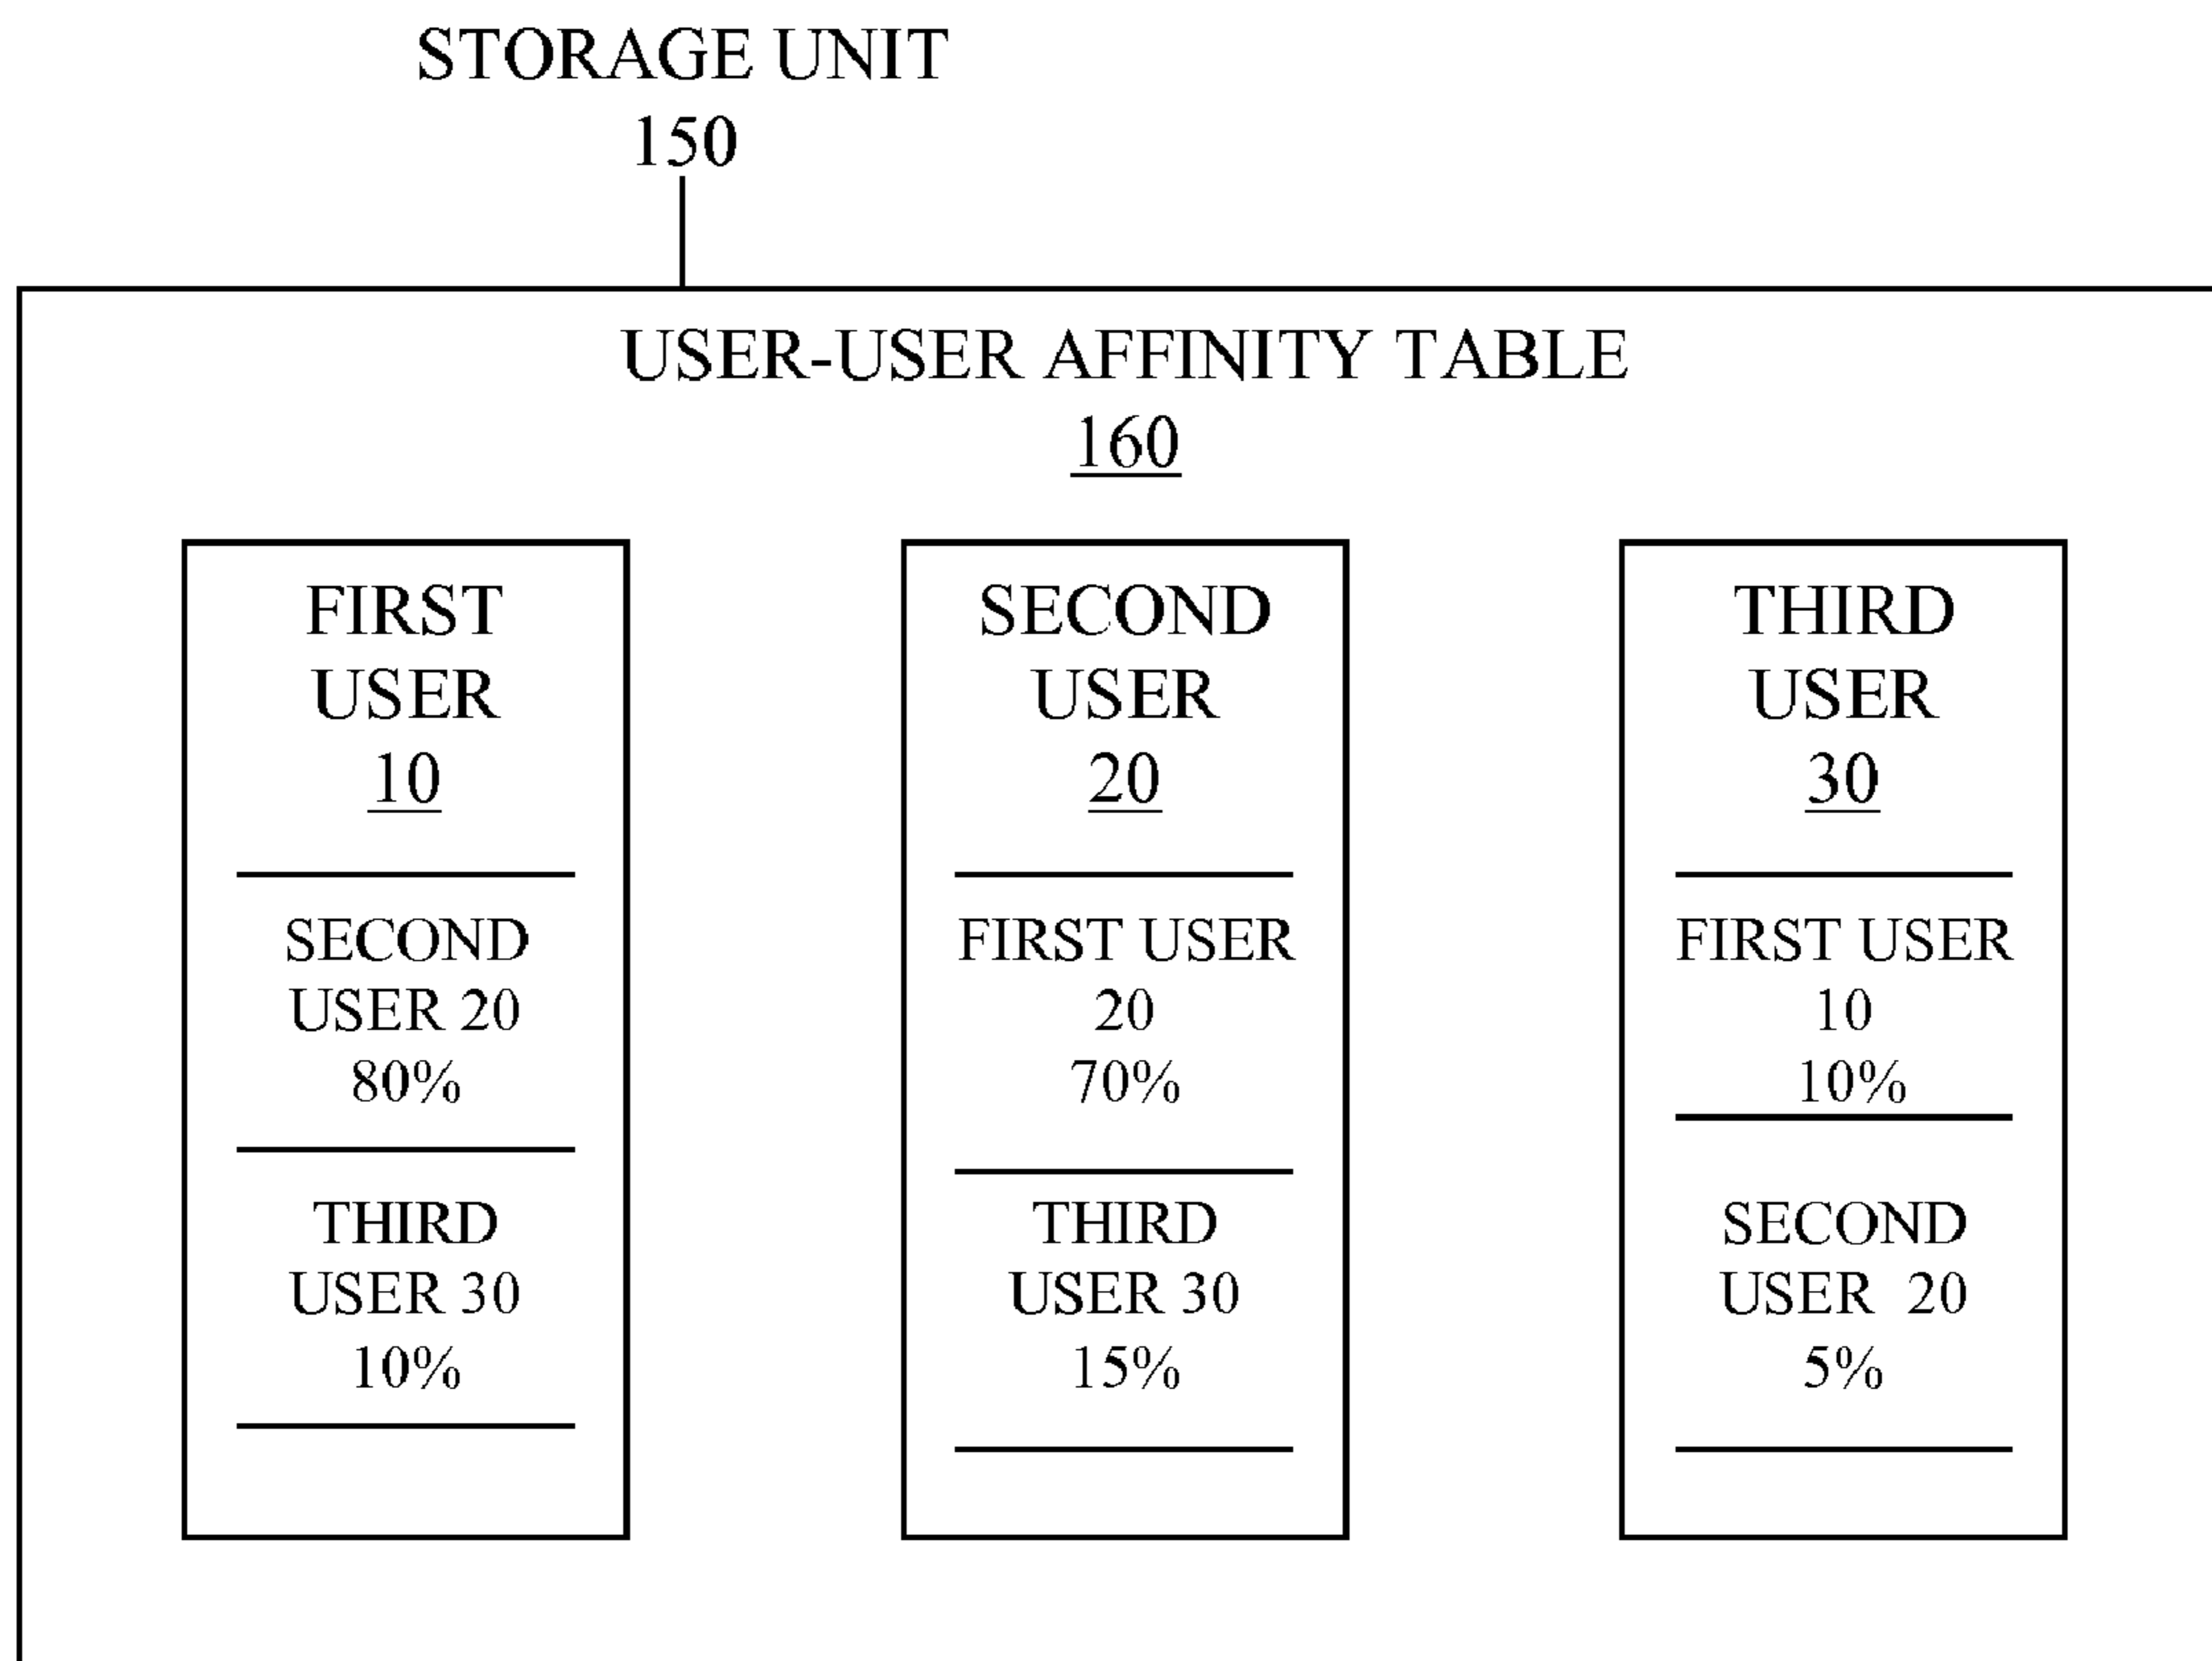 STORAGE UNIT
150
USER-USER AFFINITY TABLE
160
FIRST
USER
10
SECOND
USER 20
80%
THIRD
USER 30
10%
SECOND
USER
20
FIRST USER
20
70%
THIRD
USER 30
15%
THIRD
USER
30
FIRST USER
10
10%
SECOND
USER 20
5%